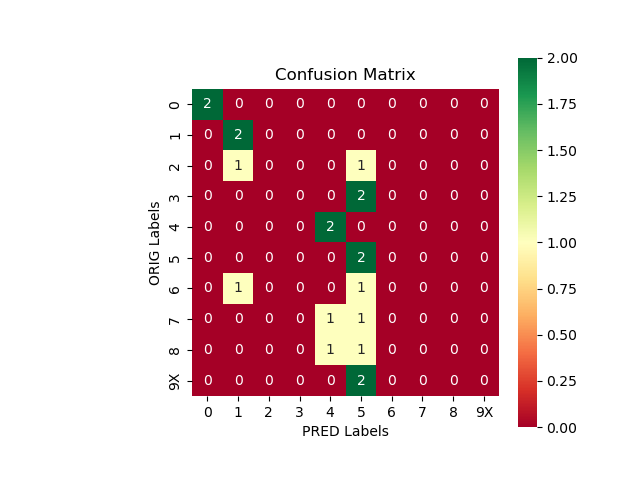 Confusion Matrix
0 2 0 0 0 0 0 0 0 0 0
1 0 2 0 0 0 0 0 0 0 0
2 0 1 0 0 0 1 0 0 0 0
3 0 0 0 0 0 2 0 0 0 0
4 0 0 0 0 2 0 0 0 0 0
5 0 0 0 0 0 2 0 0 0 0
6 0 1 0 0 0 1 0 0 0 0
7 0 0 0 0 1 1 0 0 0 0
8 0 0 0 0 1 1 0 0 0 0
9X 0 0 0 0 0 2 0 0 0 0
0 1 2 3 4 5 6 7 8 9X
ORIG Labels
PRED Labels
2.00
1.75
1.50
1.25
1.00
0.75
0.50
0.25
0.00